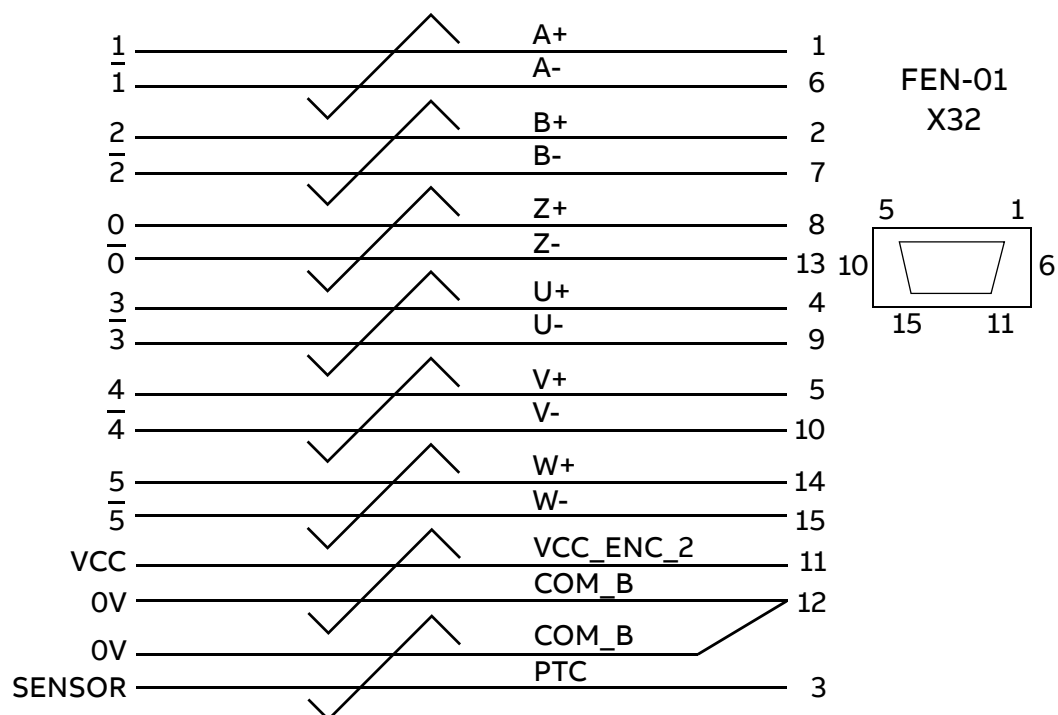 1 A+ 1
1̅ A- 6
FEN-01
X32
2 B+ 2
2̅ B- 7
0 Z+ 8
0̅ Z- 13
5 1
10 6
15 11
3 U+ 4
3̅ U- 9
4 V+ 5
4̅ V- 10
5 W+ 14
5̅ W- 15
VCC VCC_ENC_2 11
0V COM_B 12
0V COM_B
SENSOR PTC 3